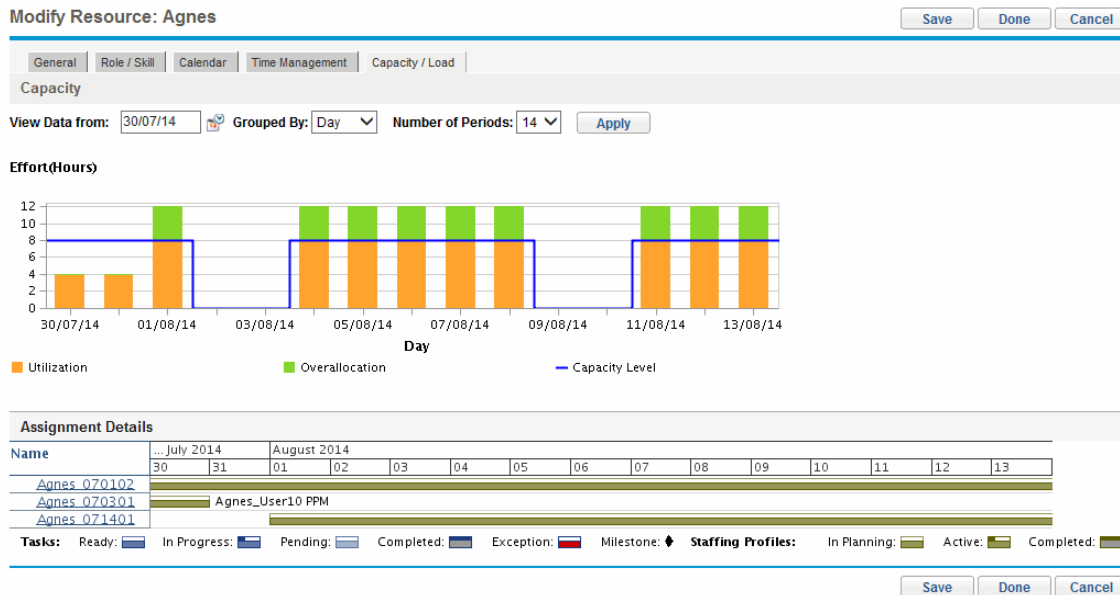 Modify Resource: Agnes Save Done Cancel
General Role / Skill Calendar Time Management Capacity / Load
Capacity
View Data from: 30/07/14 Grouped By: Day Number of Periods: 14 Apply
Effort(Hours)
12
10
8
6
4
2
0
30/07/14 01/08/14 03/08/14 05/08/14 07/08/14 09/08/14 11/08/14 13/08/14
Day
Utilization Overallocation Capacity Level
Assignment Details
Name ... July 2014 August 2014
30 31 01 02 03 04 05 06 07 08 09 10 11 12 13
Agnes_070102
Agnes_070301 Agnes_User10 PPM
Agnes_071401
Tasks: Ready: In Progress: Pending: Completed: Exception: Milestone: Staffing Profiles: In Planning: Active: Completed:
Save Done Cancel